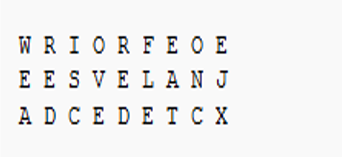 W R I O R F E O E
E E S V E L A N J
A D C E D E T C X